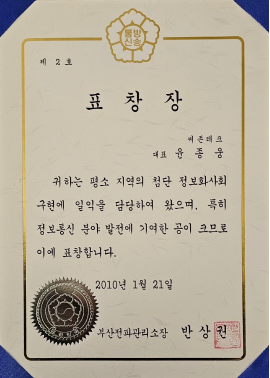 방송통신
제 2 호
표 창 장
씨존테크
대표 윤종웅
귀하는 평소 지역의 첨단 정보화사회
구현에 일익을 담당하여 왔으며, 특히
정보통신 분야 발전에 기여한 공이 크므로
이에 표창합니다.
2010년 1월 21일
부산전파관리소장 반상권